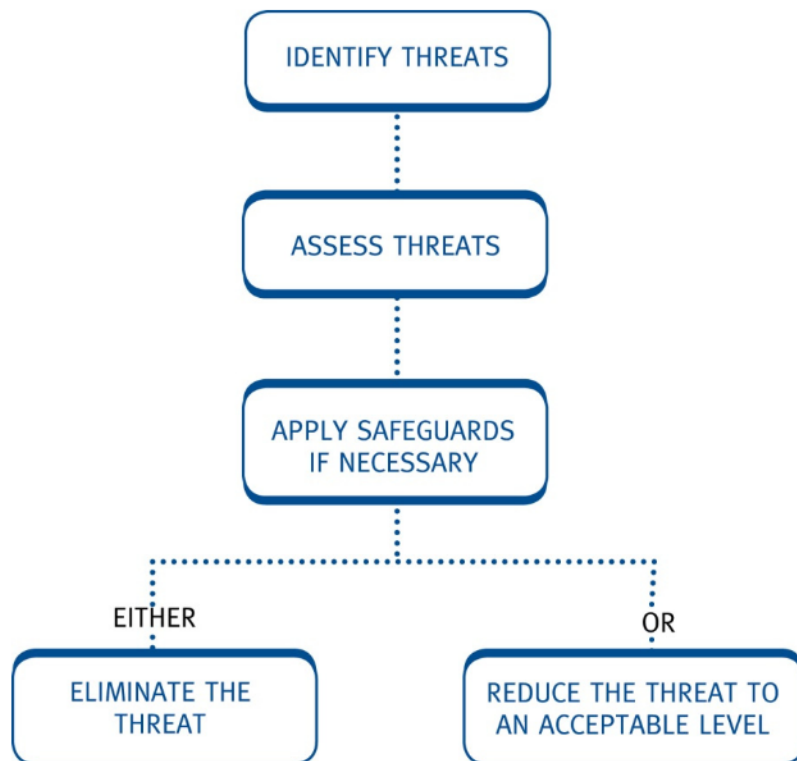 IDENTIFY THREATS
ASSESS THREATS
APPLY SAFEGUARDS
IF NECESSARY
EITHER
OR
ELIMINATE THE
THREAT
REDUCE THE THREAT TO
AN ACCEPTABLE LEVEL